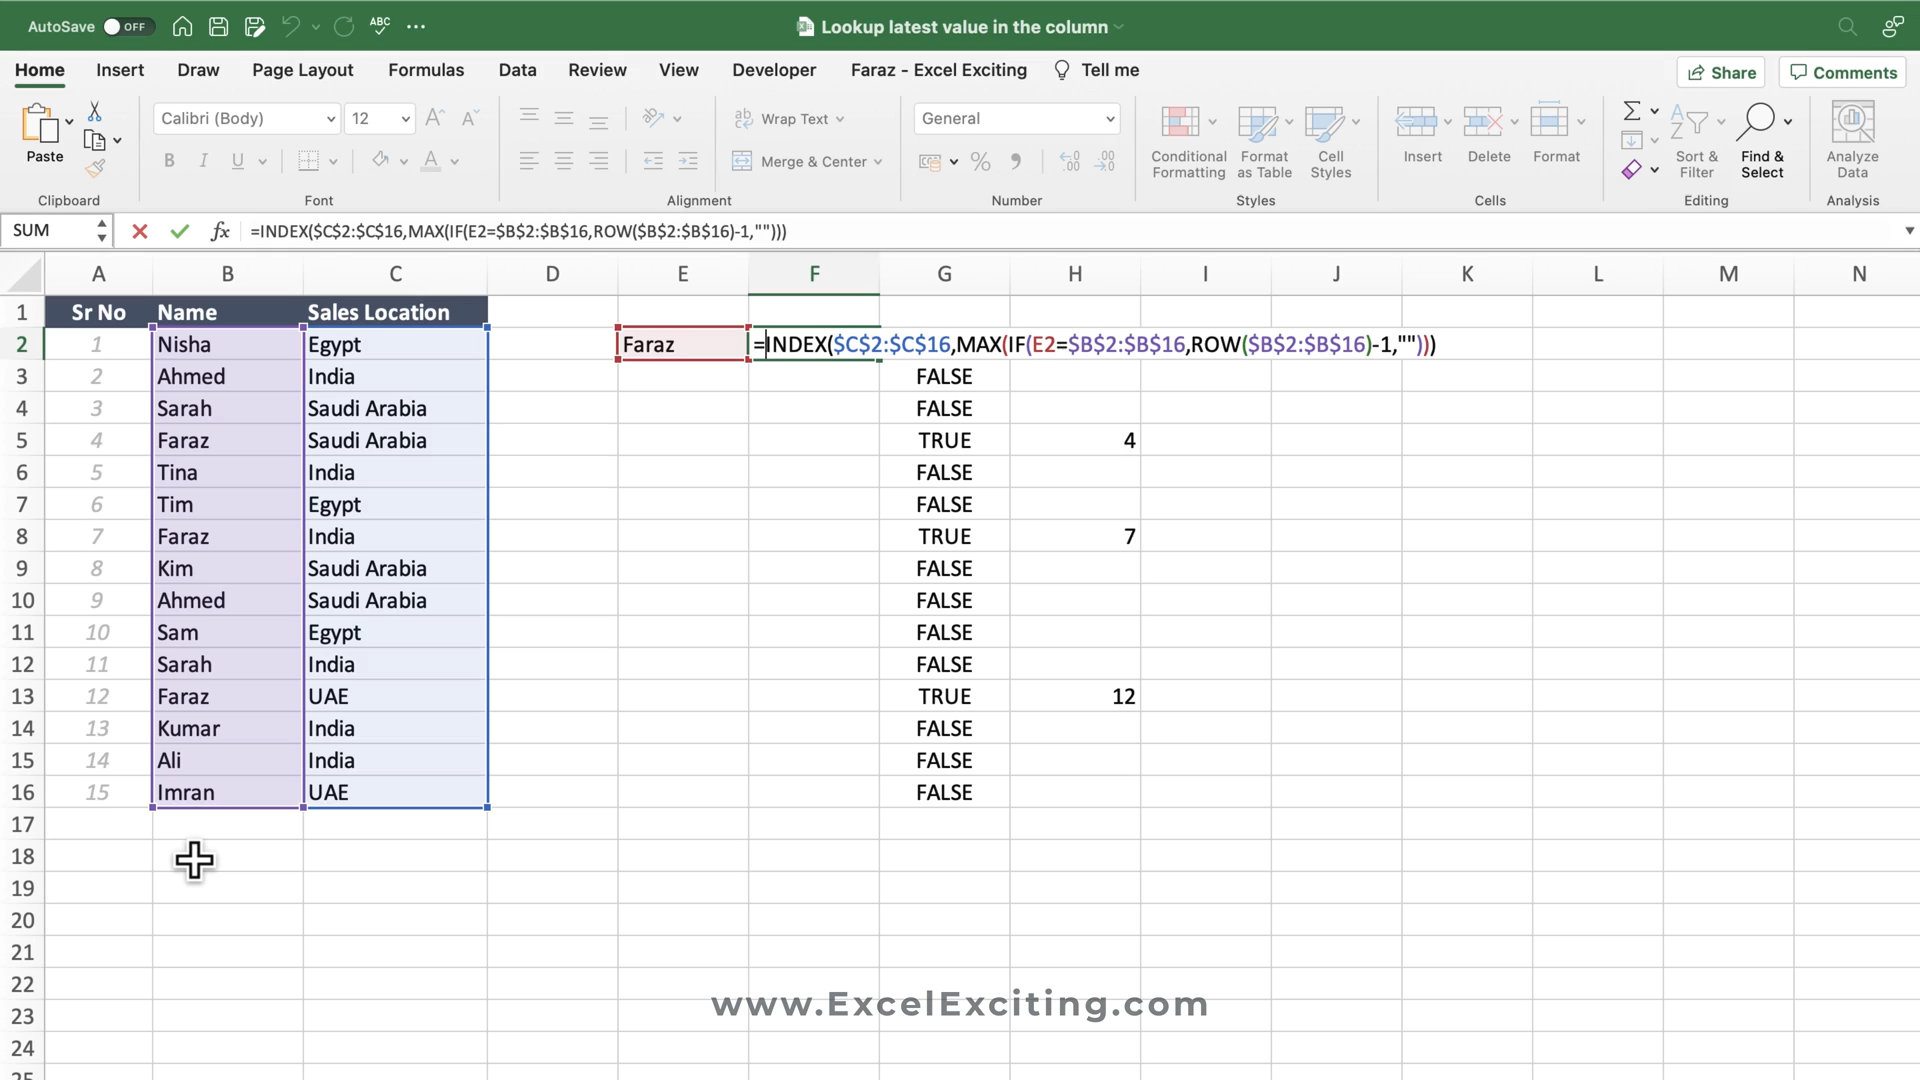 AutoSave OFF ABC ... Lookup latest value in the column
Home Insert Draw Page Layout Formulas Data Review View Developer Faraz - Excel Exciting Tell me Share Comments
Paste Calibri (Body) 12 A A Wrap Text General Conditional Formatting Format as Table Cell Styles Insert Delete Format Sort & Filter Find & Select Analyze Data
B I U A Merge & Center % .00
Clipboard Font Alignment Number Styles Cells Editing Analysis
SUM fx =INDEX($C$2:$C$16,MAX(IF(E2=$B$2:$B$16,ROW($B$2:$B$16)-1,"")))
A B C D E F G H I J K L M N
1 Sr No Name Sales Location
2 1 Nisha Egypt Faraz =INDEX($C$2:$C$16,MAX(IF(E2=$B$2:$B$16,ROW($B$2:$B$16)-1,"")))
3 2 Ahmed India FALSE
4 3 Sarah Saudi Arabia FALSE
5 4 Faraz Saudi Arabia TRUE 4
6 5 Tina India FALSE
7 6 Tim Egypt FALSE
8 7 Faraz India TRUE 7
9 8 Kim Saudi Arabia FALSE
10 9 Ahmed Saudi Arabia FALSE
11 10 Sam Egypt FALSE
12 11 Sarah India FALSE
13 12 Faraz UAE TRUE 12
14 13 Kumar India FALSE
15 14 Ali India FALSE
16 15 Imran UAE FALSE
17
18
19
20
21
22
www.ExcelExciting.com
23
24
25